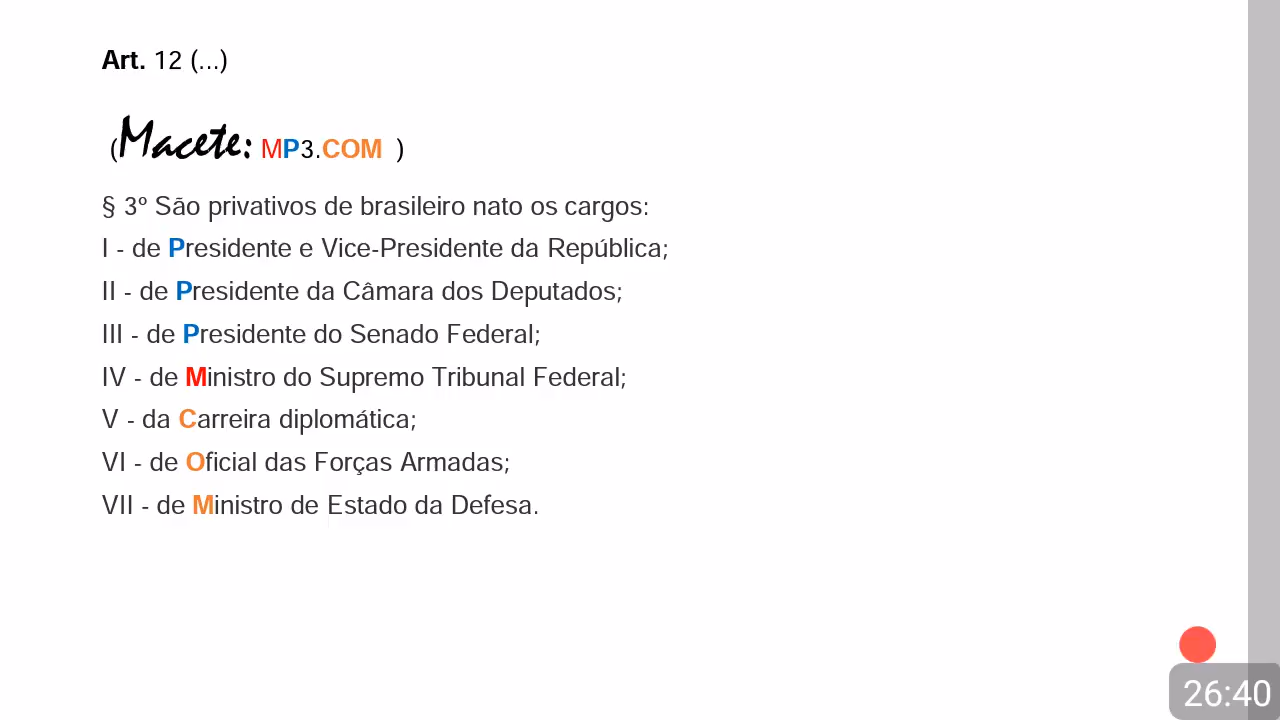 Art. 12 (...)
(Macete: MP3.COM )
§ 3º São privativos de brasileiro nato os cargos:
I - de Presidente e Vice-Presidente da República;
II - de Presidente da Câmara dos Deputados;
III - de Presidente do Senado Federal;
IV - de Ministro do Supremo Tribunal Federal;
V - da Carreira diplomática;
VI - de Oficial das Forças Armadas;
VII - de Ministro de Estado da Defesa.
26:40